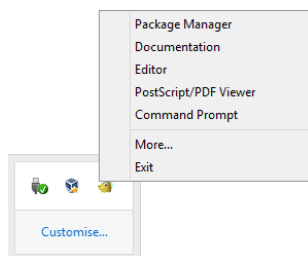 Package Manager
Documentation
Editor
PostScript/PDF Viewer
Command Prompt
More...
Exit
Customise...